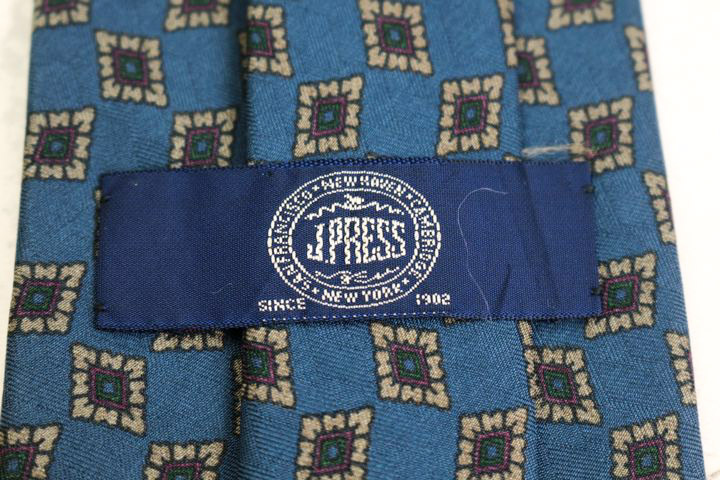 SAN FRANCISCO • NEW HAVEN • CAMBRIDGE • NEW YORK •
J. PRESS
SINCE 1902